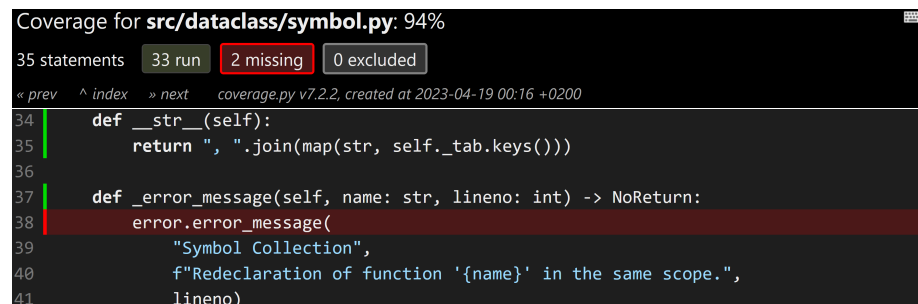 Coverage for src/dataclass/symbol.py: 94%
35 statements 33 run 2 missing 0 excluded
« prev ^ index » next coverage.py v7.2.2, created at 2023-04-19 00:16 +0200
34 def __str__(self):
35 return ", ".join(map(str, self._tab.keys()))
36
37 def _error_message(self, name: str, lineno: int) -> NoReturn:
38 error.error_message(
39 "Symbol Collection",
40 f"Redeclaration of function '{name}' in the same scope.",
41 lineno)